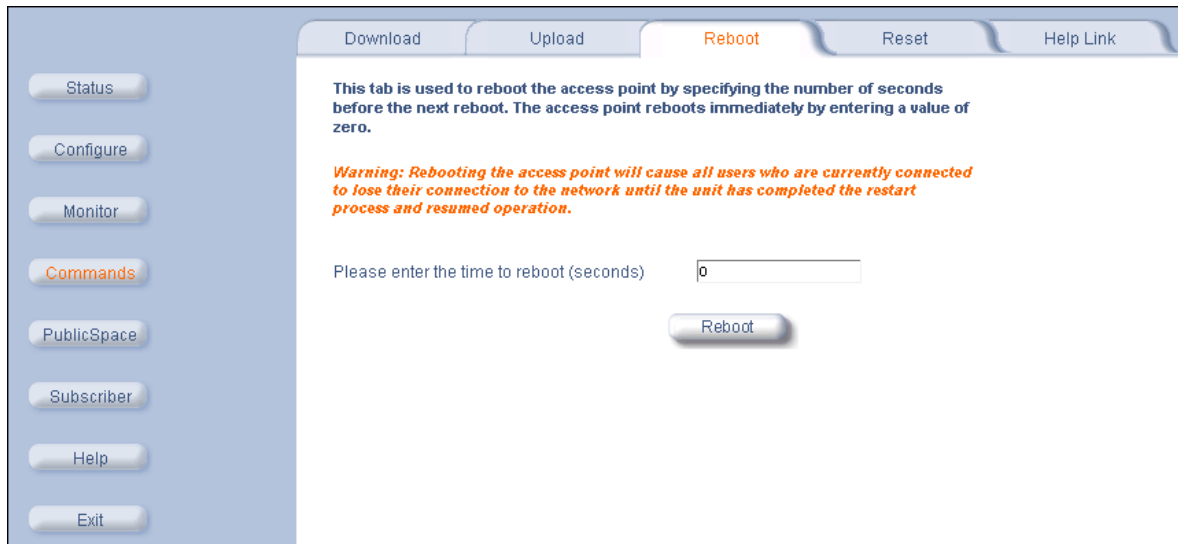 Download Upload Reboot Reset Help Link
Status
Configure
Monitor
Commands
PublicSpace
Subscriber
Help
Exit
This tab is used to reboot the access point by specifying the number of seconds
before the next reboot. The access point reboots immediately by entering a value of
zero.
Warning: Rebooting the access point will cause all users who are currently connected
to lose their connection to the network until the unit has completed the restart
process and resumed operation.
Please enter the time to reboot (seconds) 0
Reboot